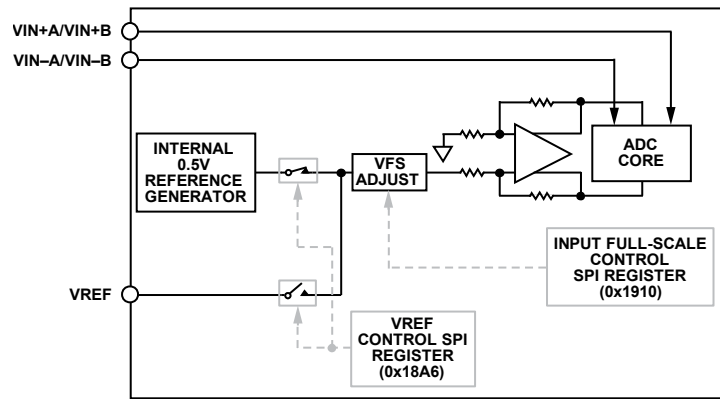 VIN+A/VIN+B
VIN–A/VIN–B
INTERNAL
0.5V
REFERENCE
GENERATOR
VFS
ADJUST
ADC
CORE
INPUT FULL-SCALE
CONTROL
SPI REGISTER
(0x1910)
VREF
VREF
CONTROL SPI
REGISTER
(0x18A6)